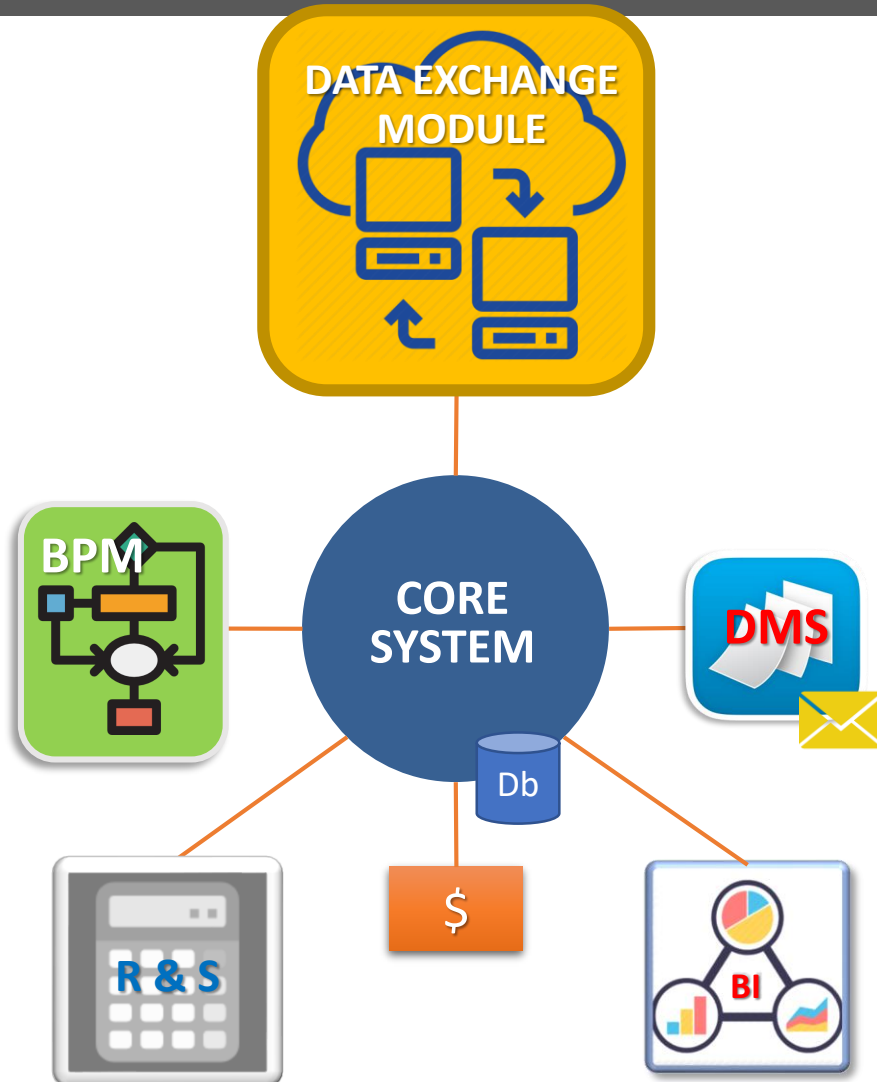 DATA EXCHANGE
MODULE
BPM
CORE
SYSTEM
DMS
Db
R & S
$
BI